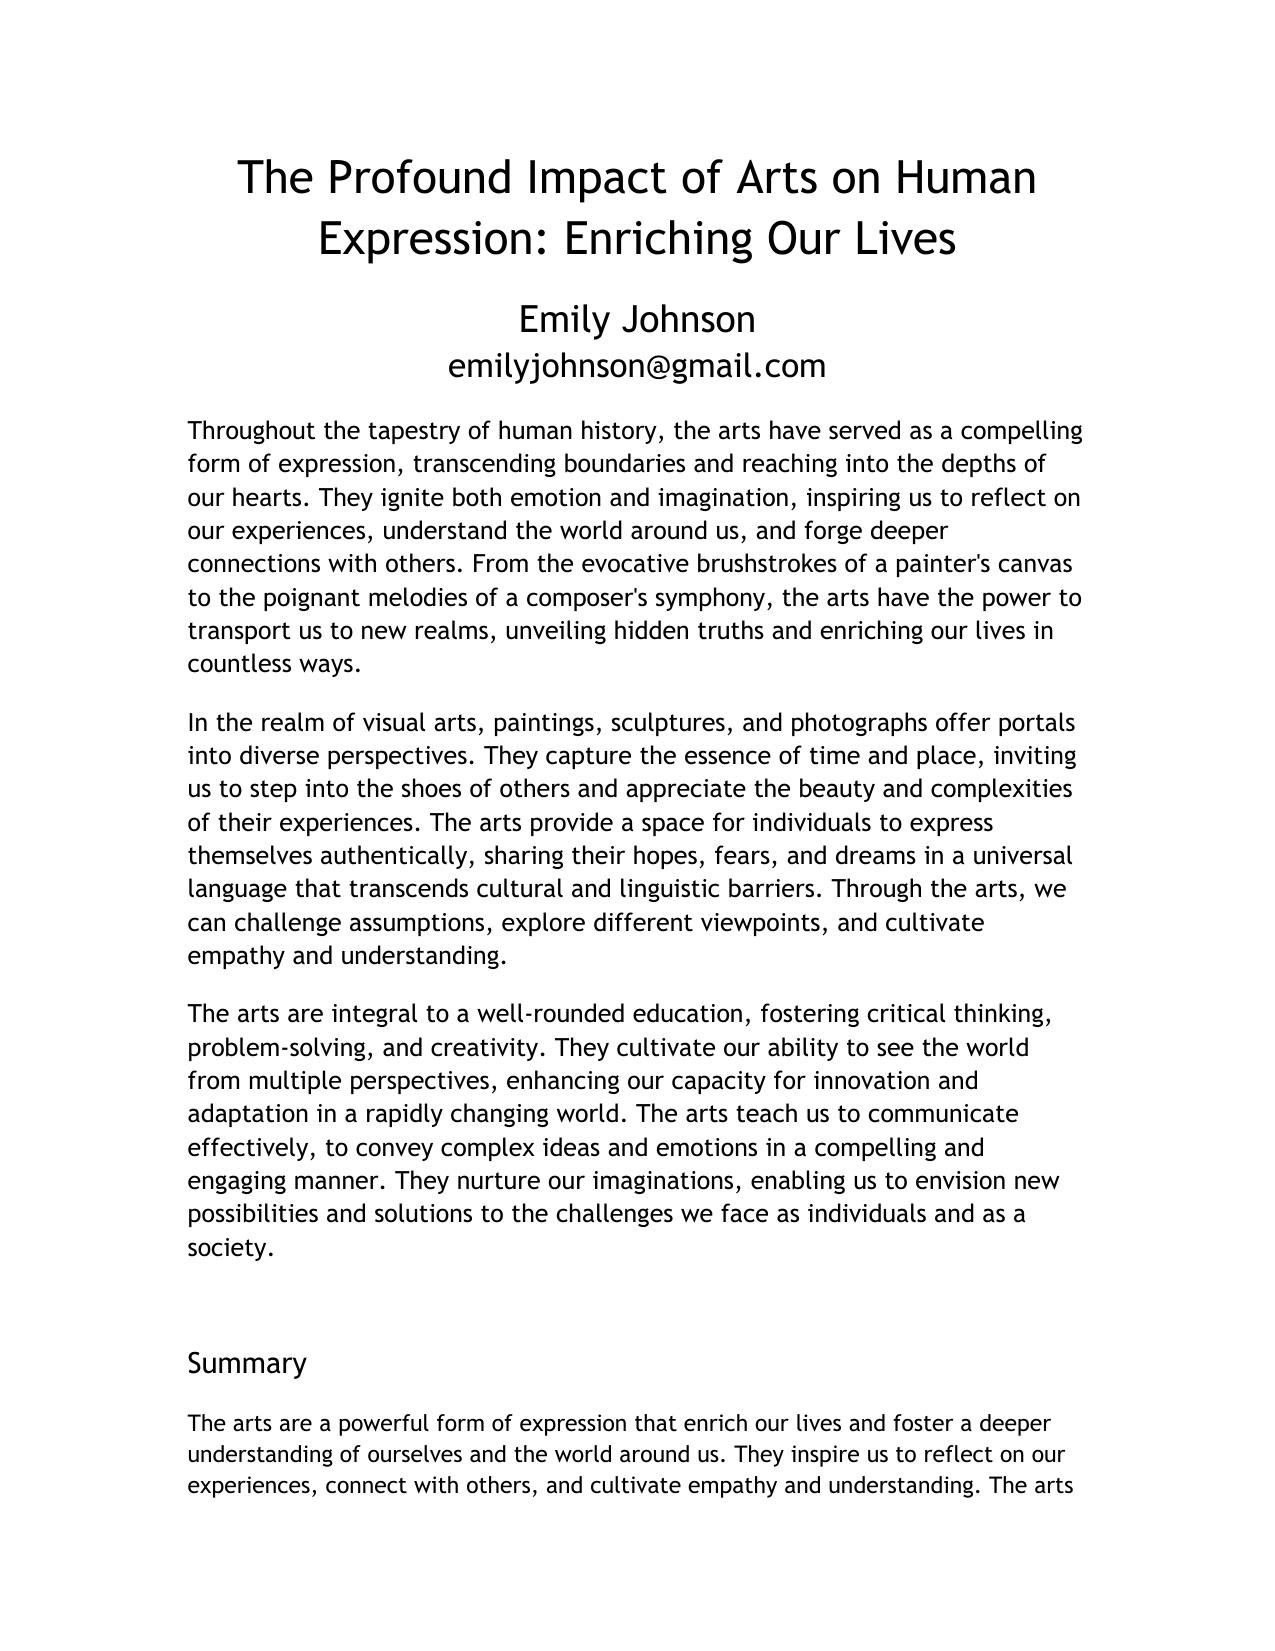 The Profound Impact of Arts on Human
Expression: Enriching Our Lives
Emily Johnson
emilyjohnson@gmail.com
Throughout the tapestry of human history, the arts have served as a compelling
form of expression, transcending boundaries and reaching into the depths of
our hearts. They ignite both emotion and imagination, inspiring us to reflect on
our experiences, understand the world around us, and forge deeper
connections with others. From the evocative brushstrokes of a painter's canvas
to the poignant melodies of a composer's symphony, the arts have the power to
transport us to new realms, unveiling hidden truths and enriching our lives in
countless ways.
In the realm of visual arts, paintings, sculptures, and photographs offer portals
into diverse perspectives. They capture the essence of time and place, inviting
us to step into the shoes of others and appreciate the beauty and complexities
of their experiences. The arts provide a space for individuals to express
themselves authentically, sharing their hopes, fears, and dreams in a universal
language that transcends cultural and linguistic barriers. Through the arts, we
can challenge assumptions, explore different viewpoints, and cultivate
empathy and understanding.
The arts are integral to a well-rounded education, fostering critical thinking,
problem-solving, and creativity. They cultivate our ability to see the world
from multiple perspectives, enhancing our capacity for innovation and
adaptation in a rapidly changing world. The arts teach us to communicate
effectively, to convey complex ideas and emotions in a compelling and
engaging manner. They nurture our imaginations, enabling us to envision new
possibilities and solutions to the challenges we face as individuals and as a
society.
Summary
The arts are a powerful form of expression that enrich our lives and foster a deeper
understanding of ourselves and the world around us. They inspire us to reflect on our
experiences, connect with others, and cultivate empathy and understanding. The arts